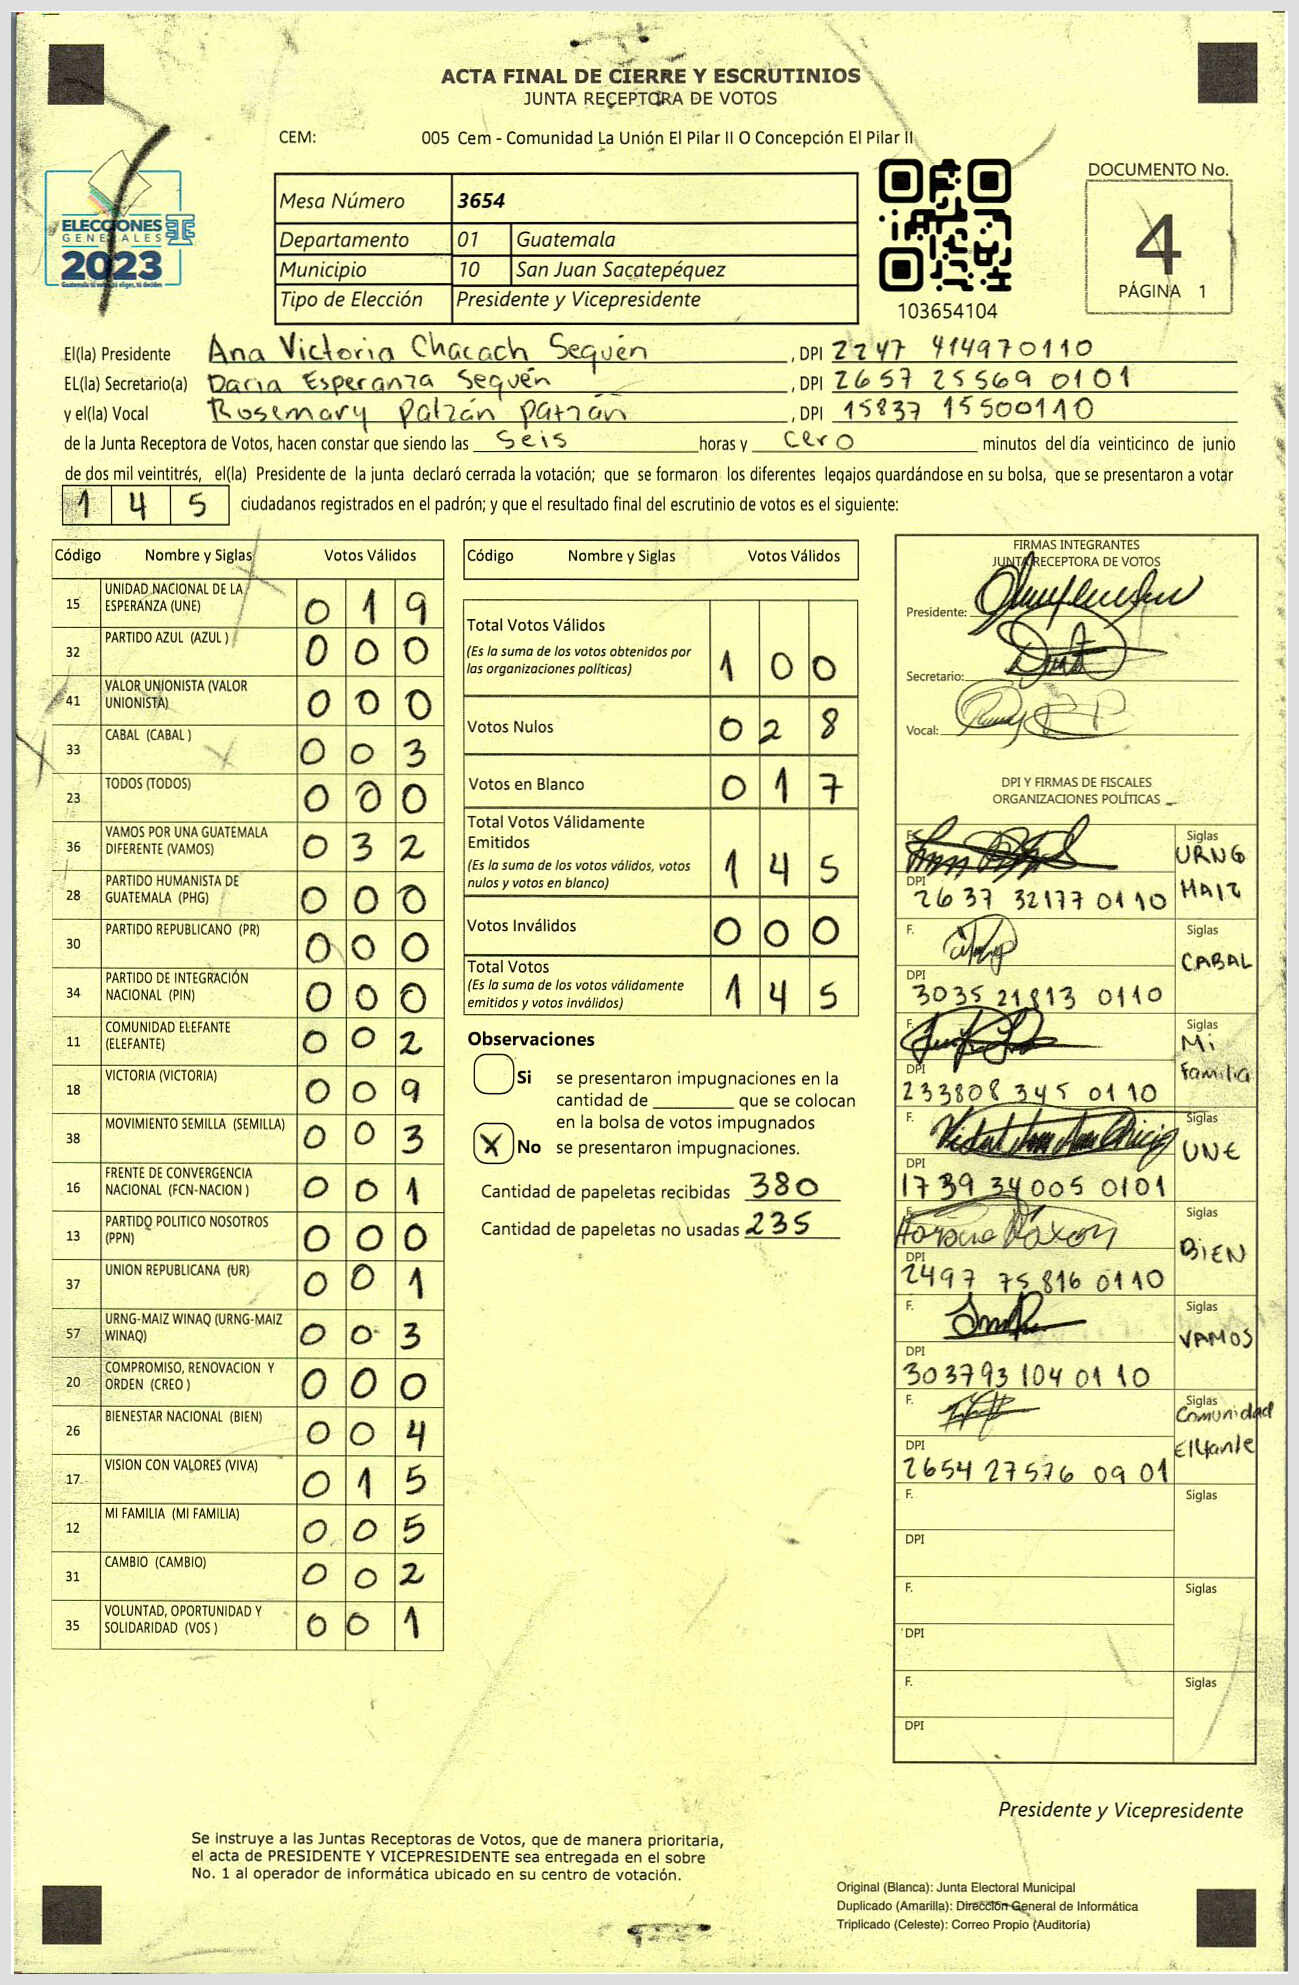 ACTA FINAL DE CIERRE Y ESCRUTINIOS
JUNTA RECEPTORA DE VOTOS
CEM: 005 Cem - Comunidad La Unión El Pilar II O Concepción El Pilar II
ELECCIONES
GENERALES
2023
Guatemala tú votas, tú eliges, tú decides
Mesa Número 3654
Departamento 01 Guatemala
Municipio 10 San Juan Sacatepéquez
Tipo de Elección Presidente y Vicepresidente
103654104
DOCUMENTO No.
4
PÁGINA 1
El(la) Presidente Ana Victoria Chacach Sequén , DPI 2247 414970110
EL(la) Secretario(a) Daria Esperanza Sequén , DPI 2657 25569 0101
y el(la) Vocal Rosemary Patzán Patzán , DPI 15837 15500110
de la Junta Receptora de Votos, hacen constar que siendo las seis horas y cero minutos del día veinticinco de junio
de dos mil veintitrés, el(la) Presidente de la junta declaró cerrada la votación; que se formaron los diferentes legajos guardándose en su bolsa, que se presentaron a votar
1 4 5 ciudadanos registrados en el padrón; y que el resultado final del escrutinio de votos es el siguiente:
Código Nombre y Siglas Votos Válidos
15 UNIDAD NACIONAL DE LA ESPERANZA (UNE) 0 1 9
32 PARTIDO AZUL (AZUL ) 0 0 0
41 VALOR UNIONISTA (VALOR UNIONISTA) 0 0 0
33 CABAL (CABAL ) 0 0 3
23 TODOS (TODOS) 0 0 0
36 VAMOS POR UNA GUATEMALA DIFERENTE (VAMOS) 0 3 2
28 PARTIDO HUMANISTA DE GUATEMALA (PHG) 0 0 0
30 PARTIDO REPUBLICANO (PR) 0 0 0
34 PARTIDO DE INTEGRACIÓN NACIONAL (PIN) 0 0 0
11 COMUNIDAD ELEFANTE (ELEFANTE) 0 0 2
18 VICTORIA (VICTORIA) 0 0 9
38 MOVIMIENTO SEMILLA (SEMILLA) 0 0 3
16 FRENTE DE CONVERGENCIA NACIONAL (FCN-NACION ) 0 0 1
13 PARTIDO POLITICO NOSOTROS (PPN) 0 0 0
37 UNION REPUBLICANA (UR) 0 0 1
57 URNG-MAIZ WINAQ (URNG-MAIZ WINAQ) 0 0 3
20 COMPROMISO, RENOVACION Y ORDEN (CREO ) 0 0 0
26 BIENESTAR NACIONAL (BIEN) 0 0 4
17 VISION CON VALORES (VIVA) 0 1 5
12 MI FAMILIA (MI FAMILIA) 0 0 5
31 CAMBIO (CAMBIO) 0 0 2
35 VOLUNTAD, OPORTUNIDAD Y SOLIDARIDAD (VOS ) 0 0 1
Código Nombre y Siglas Votos Válidos
Total Votos Válidos
(Es la suma de los votos obtenidos por
las organizaciones políticas) 1 0 0
Votos Nulos 0 2 8
Votos en Blanco 0 1 7
Total Votos Válidamente
Emitidos
(Es la suma de los votos válidos, votos
nulos y votos en blanco) 1 4 5
Votos Inválidos 0 0 0
Total Votos
(Es la suma de los votos válidamente
emitidos y votos inválidos) 1 4 5
Observaciones
Si se presentaron impugnaciones en la
cantidad de ________ que se colocan
en la bolsa de votos impugnados
X No se presentaron impugnaciones.
Cantidad de papeletas recibidas 380
Cantidad de papeletas no usadas 235
FIRMAS INTEGRANTES
JUNTA RECEPTORA DE VOTOS
Presidente:
Secretario:
Vocal:
DPI Y FIRMAS DE FISCALES
ORGANIZACIONES POLÍTICAS
F. Siglas URNG MAIZ
DPI 2637 32177 0110
F. Siglas CABAL
DPI 3035 21813 0110
F. Siglas Mi Familia
DPI 233808 345 0110
F. Siglas UNE
DPI 1739 34005 0101
F. Siglas BIEN
DPI 2497 75816 0110
F. Siglas VAMOS
DPI 303793 104 01 10
F. Siglas Comunidad Elefante
DPI 2654 27576 0901
F. Siglas
DPI
F. Siglas
DPI
F. Siglas
DPI
Presidente y Vicepresidente
Se instruye a las Juntas Receptoras de Votos, que de manera prioritaria,
el acta de PRESIDENTE Y VICEPRESIDENTE sea entregada en el sobre
No. 1 al operador de informática ubicado en su centro de votación.
Original (Blanca): Junta Electoral Municipal
Duplicado (Amarilla): Dirección General de Informática
Triplicado (Celeste): Correo Propio (Auditoría)